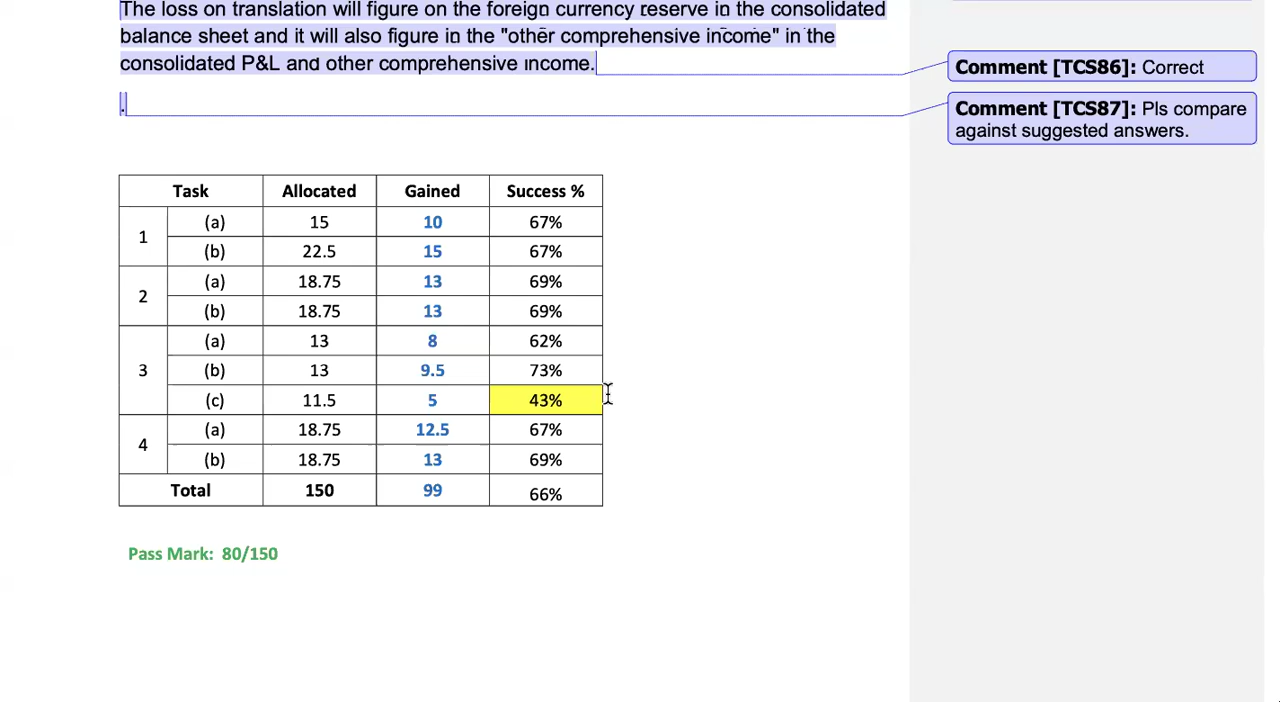 The loss on translation will figure on the foreign currency reserve in the consolidated
balance sheet and it will also figure in the "other comprehensive income" in the
consolidated P&L and other comprehensive income.
.
Comment [TCS86]: Correct
Comment [TCS87]: Pls compare
against suggested answers.
Task Allocated Gained Success %
1 (a) 15 10 67%
(b) 22.5 15 67%
2 (a) 18.75 13 69%
(b) 18.75 13 69%
3 (a) 13 8 62%
(b) 13 9.5 73%
(c) 11.5 5 43%
4 (a) 18.75 12.5 67%
(b) 18.75 13 69%
Total 150 99 66%
Pass Mark: 80/150